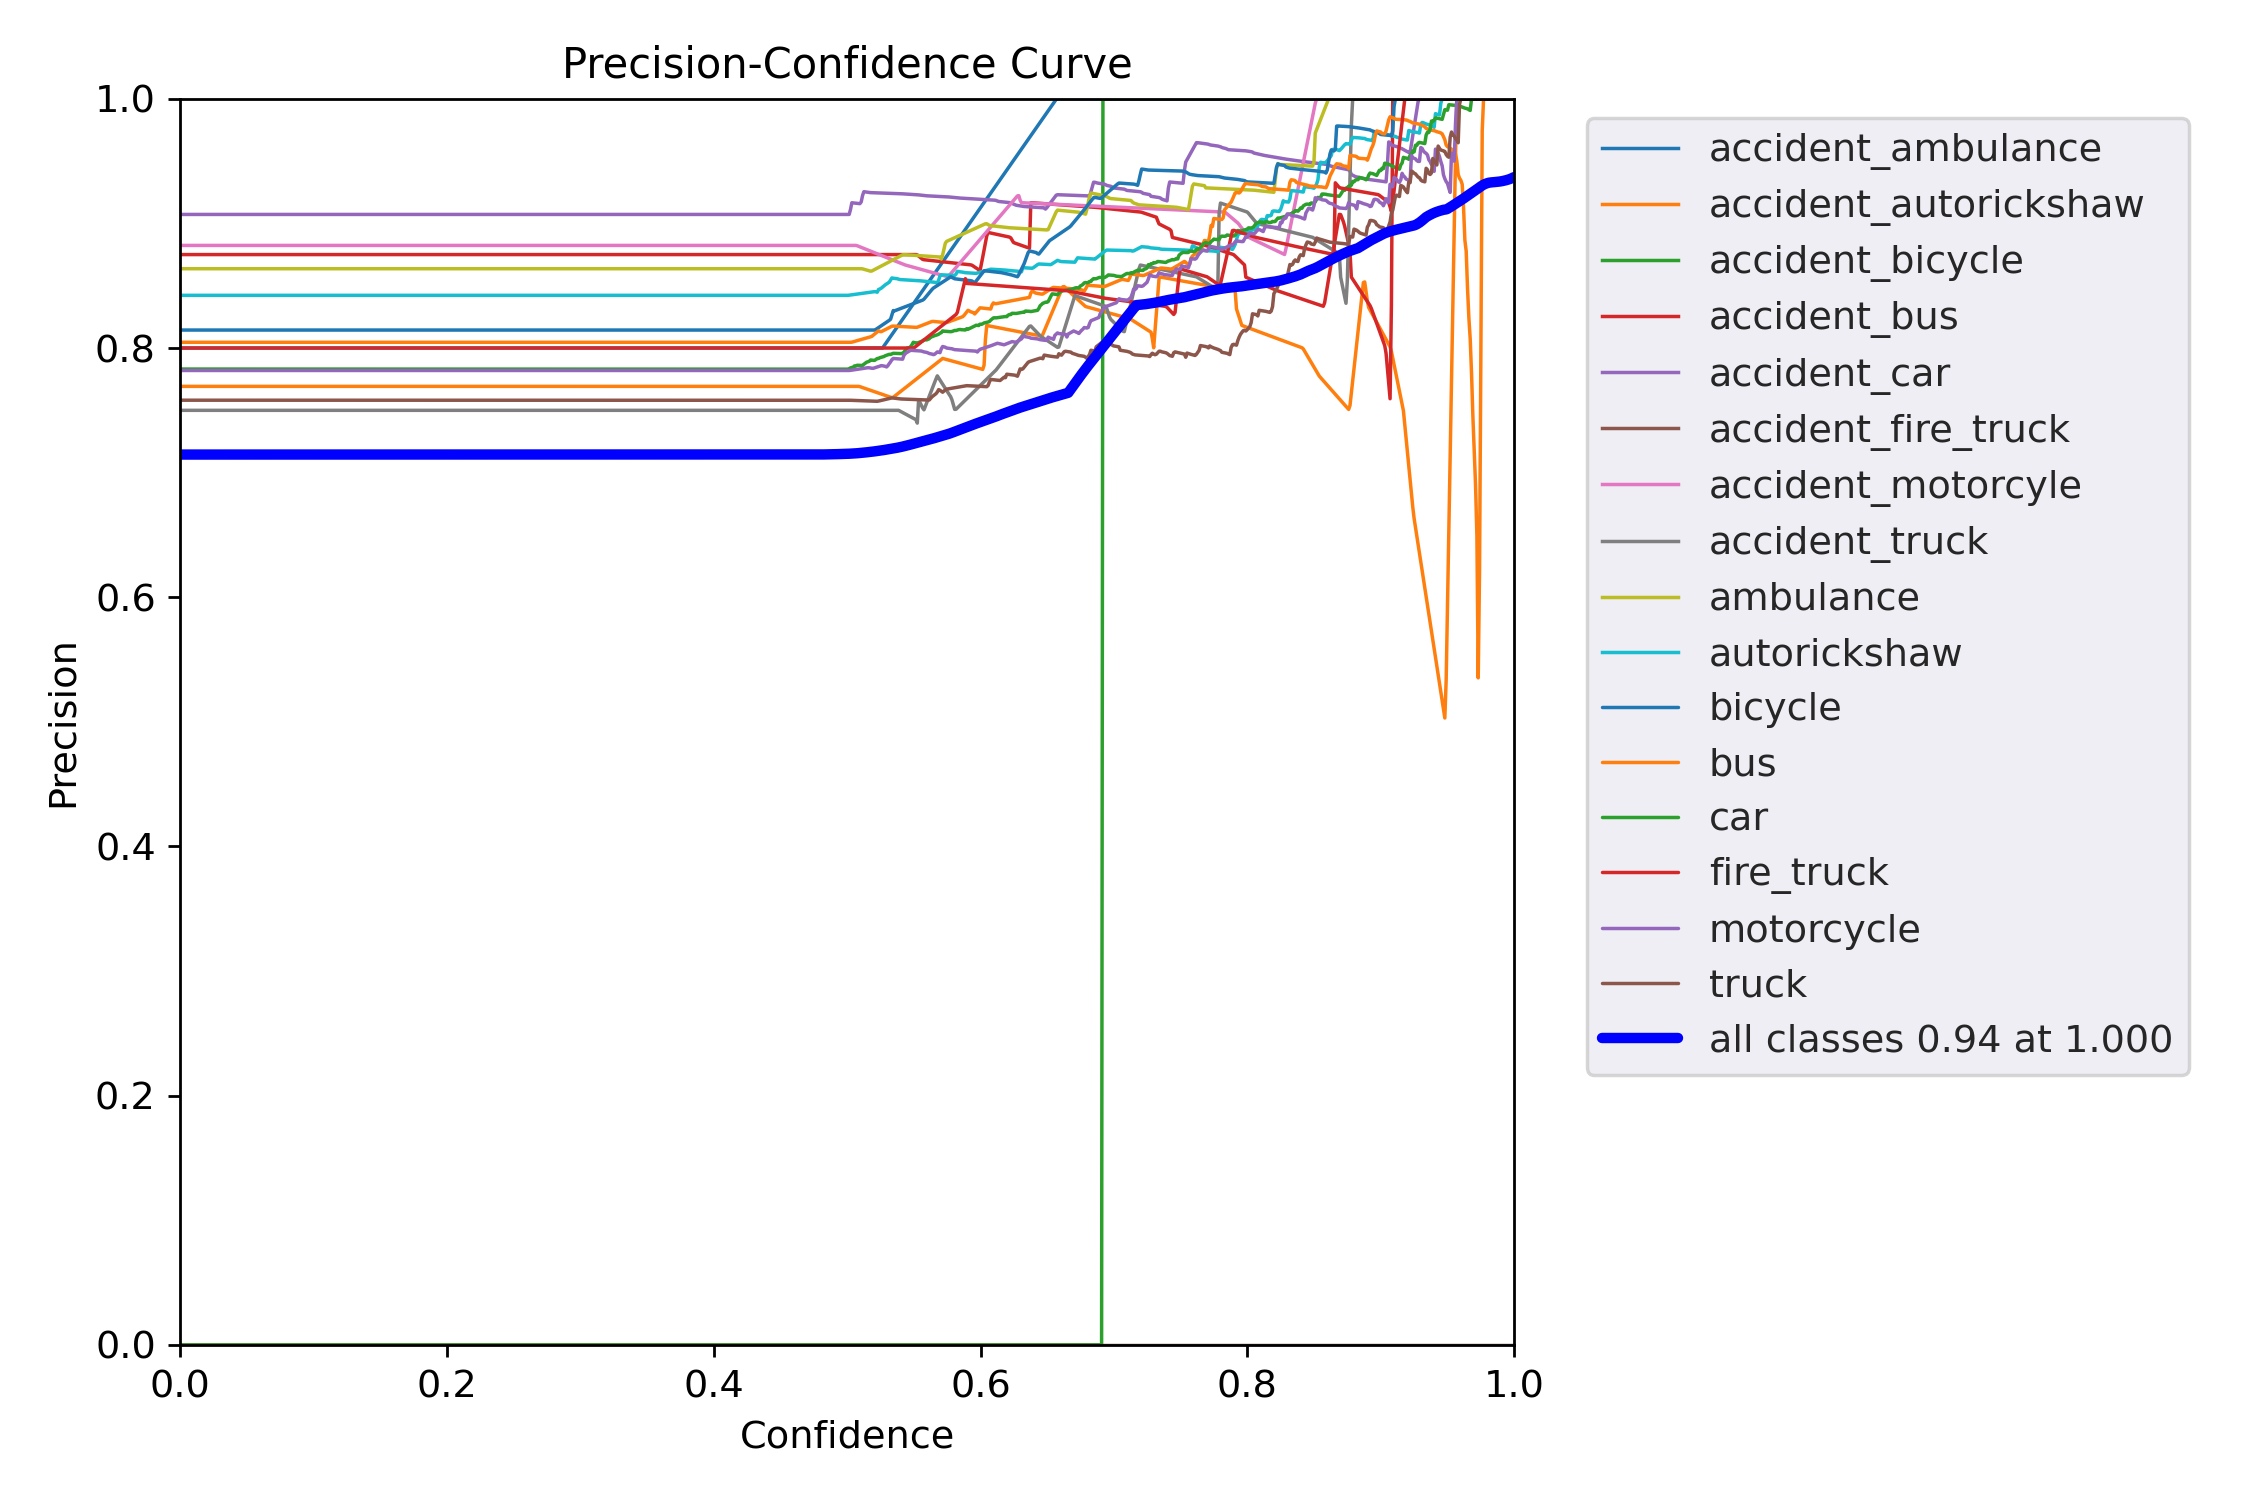 Precision-Confidence Curve
1.0
0.8
0.6
0.4
0.2
0.0
Precision
0.0 0.2 0.4 0.6 0.8 1.0
Confidence
accident_ambulance
accident_autorickshaw
accident_bicycle
accident_bus
accident_car
accident_fire_truck
accident_motorcyle
accident_truck
ambulance
autorickshaw
bicycle
bus
car
fire_truck
motorcycle
truck
all classes 0.94 at 1.000